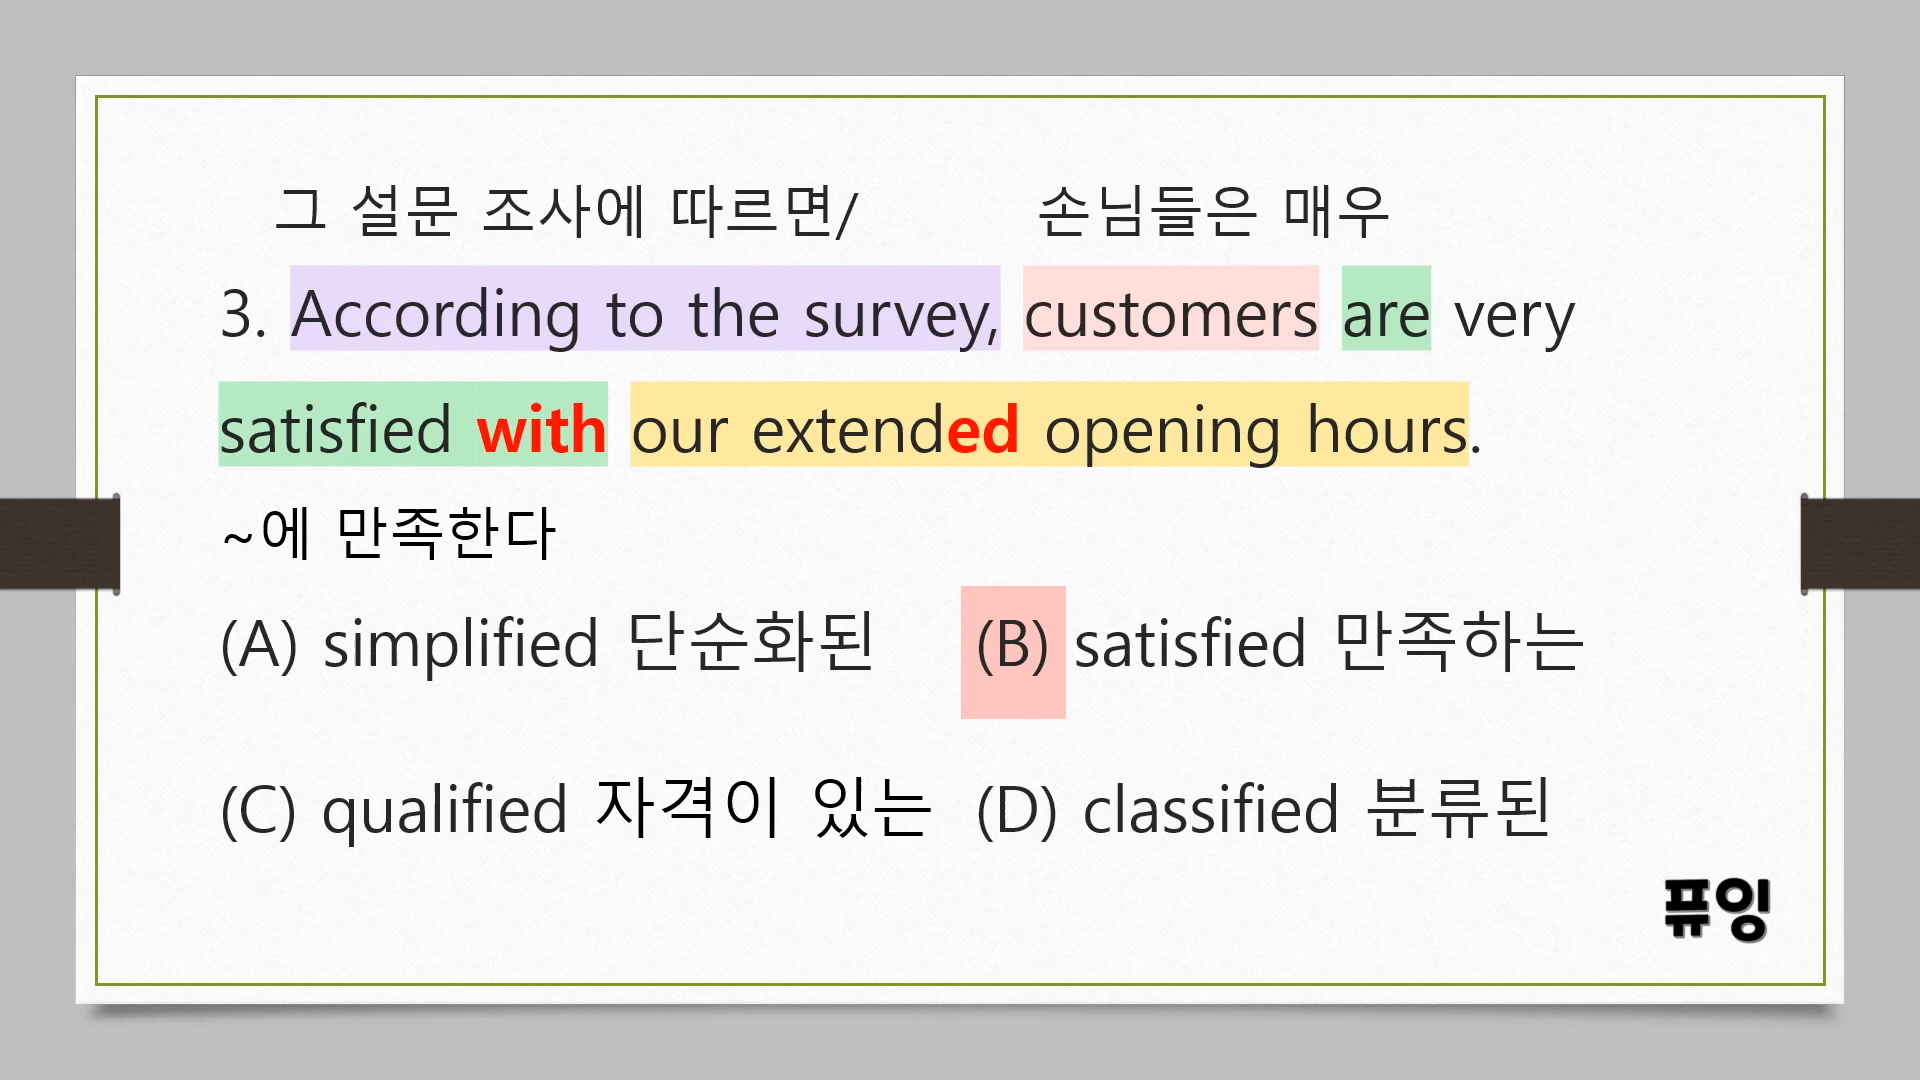 그 설문 조사에 따르면/ 손님들은 매우
3. According to the survey, customers are very
satisfied with our extended opening hours.
~에 만족한다
(A) simplified 단순화된 (B) satisfied 만족하는
(C) qualified 자격이 있는 (D) classified 분류된
퓨잉